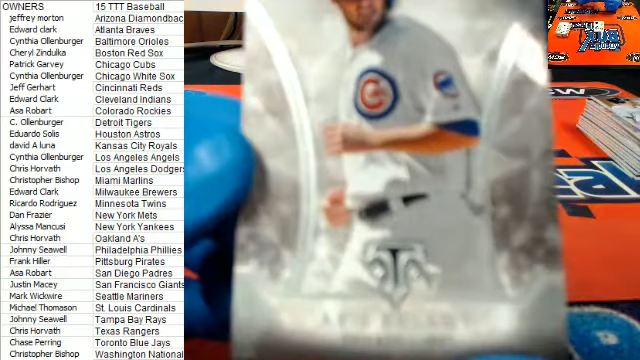 OWNERS 15 TTT Baseball
jeffrey morton Arizona Diamondbac
Edward clark Atlanta Braves
Cynthia Ollenburger Baltimore Orioles
Cheryl Zindulka Boston Red Sox
Patrick Garvey Chicago Cubs
Cynthia Ollenburger Chicago White Sox
Jeff Gerhart Cincinnati Reds
Edward Clark Cleveland Indians
Asa Robart Colorado Rockies
C. Ollenburger Detroit Tigers
Eduardo Solis Houston Astros
david A luna Kansas City Royals
Cynthia Ollenburger Los Angeles Angels
Chris Horvath Los Angeles Dodgers
Christopher Bishop Miami Marlins
Edward Clark Milwaukee Brewers
Ricardo Rodriguez Minnesota Twins
Dan Frazier New York Mets
Alyssa Mancusi New York Yankees
Chris Horvath Oakland A's
Johnny Seawell Philadelphia Phillies
Frank Hiller Pittsburg Pirates
Asa Robart San Diego Padres
Justin Macey San Francisco Giants
Mark Wickwire Seattle Mariners
Michael Thomason St. Louis Cardinals
Johnny Seawell Tampa Bay Rays
Chris Horvath Texas Rangers
Chase Perring Toronto Blue Jays
Christopher Bishop Washington National